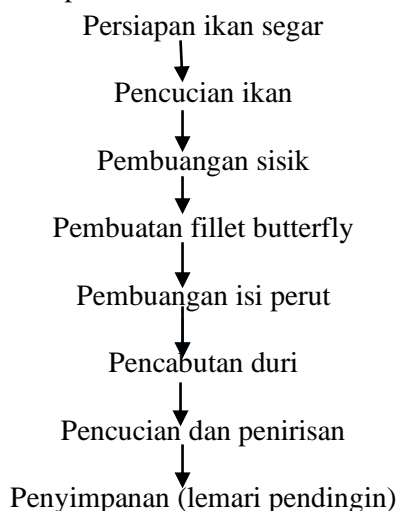 Persiapan ikan segar
Pencucian ikan
Pembuangan sisik
Pembuatan fillet butterfly
Pembuangan isi perut
Pencabutan duri
Pencucian dan penirisan
Penyimpanan (lemari pendingin)